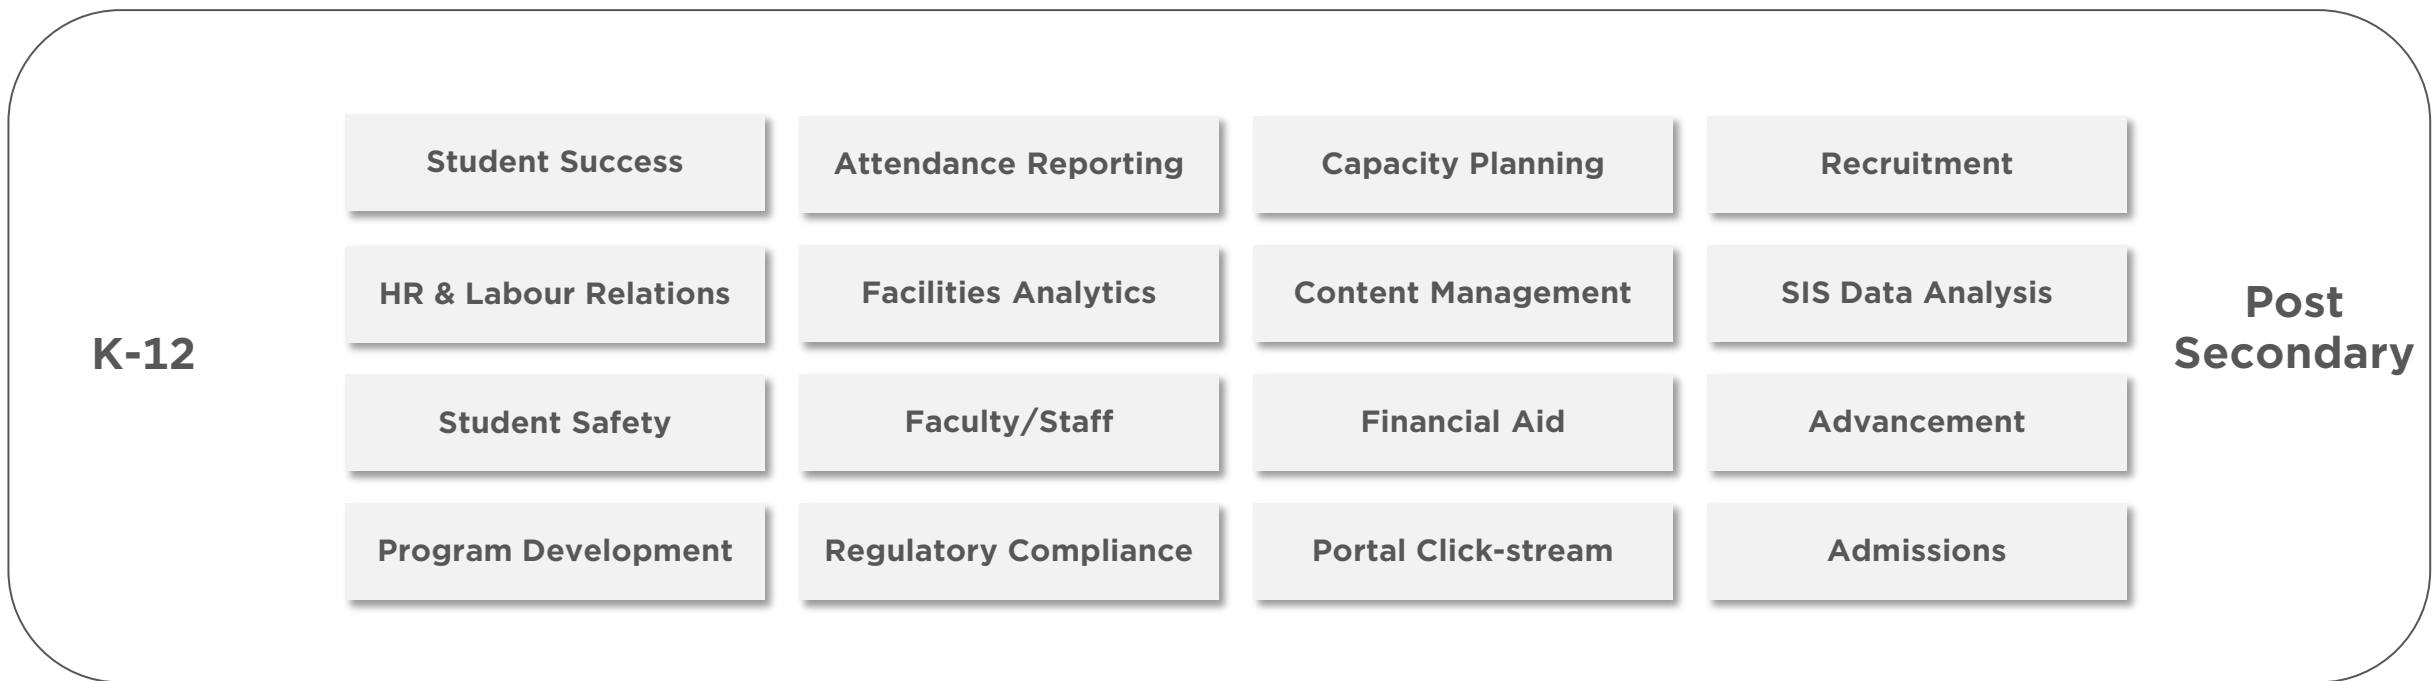 Student Success
Attendance Reporting
Capacity Planning
Recruitment
HR & Labour Relations
Facilities Analytics
Content Management
SIS Data Analysis
K-12
Post
Secondary
Student Safety
Faculty/Staff
Financial Aid
Advancement
Program Development
Regulatory Compliance
Portal Click-stream
Admissions